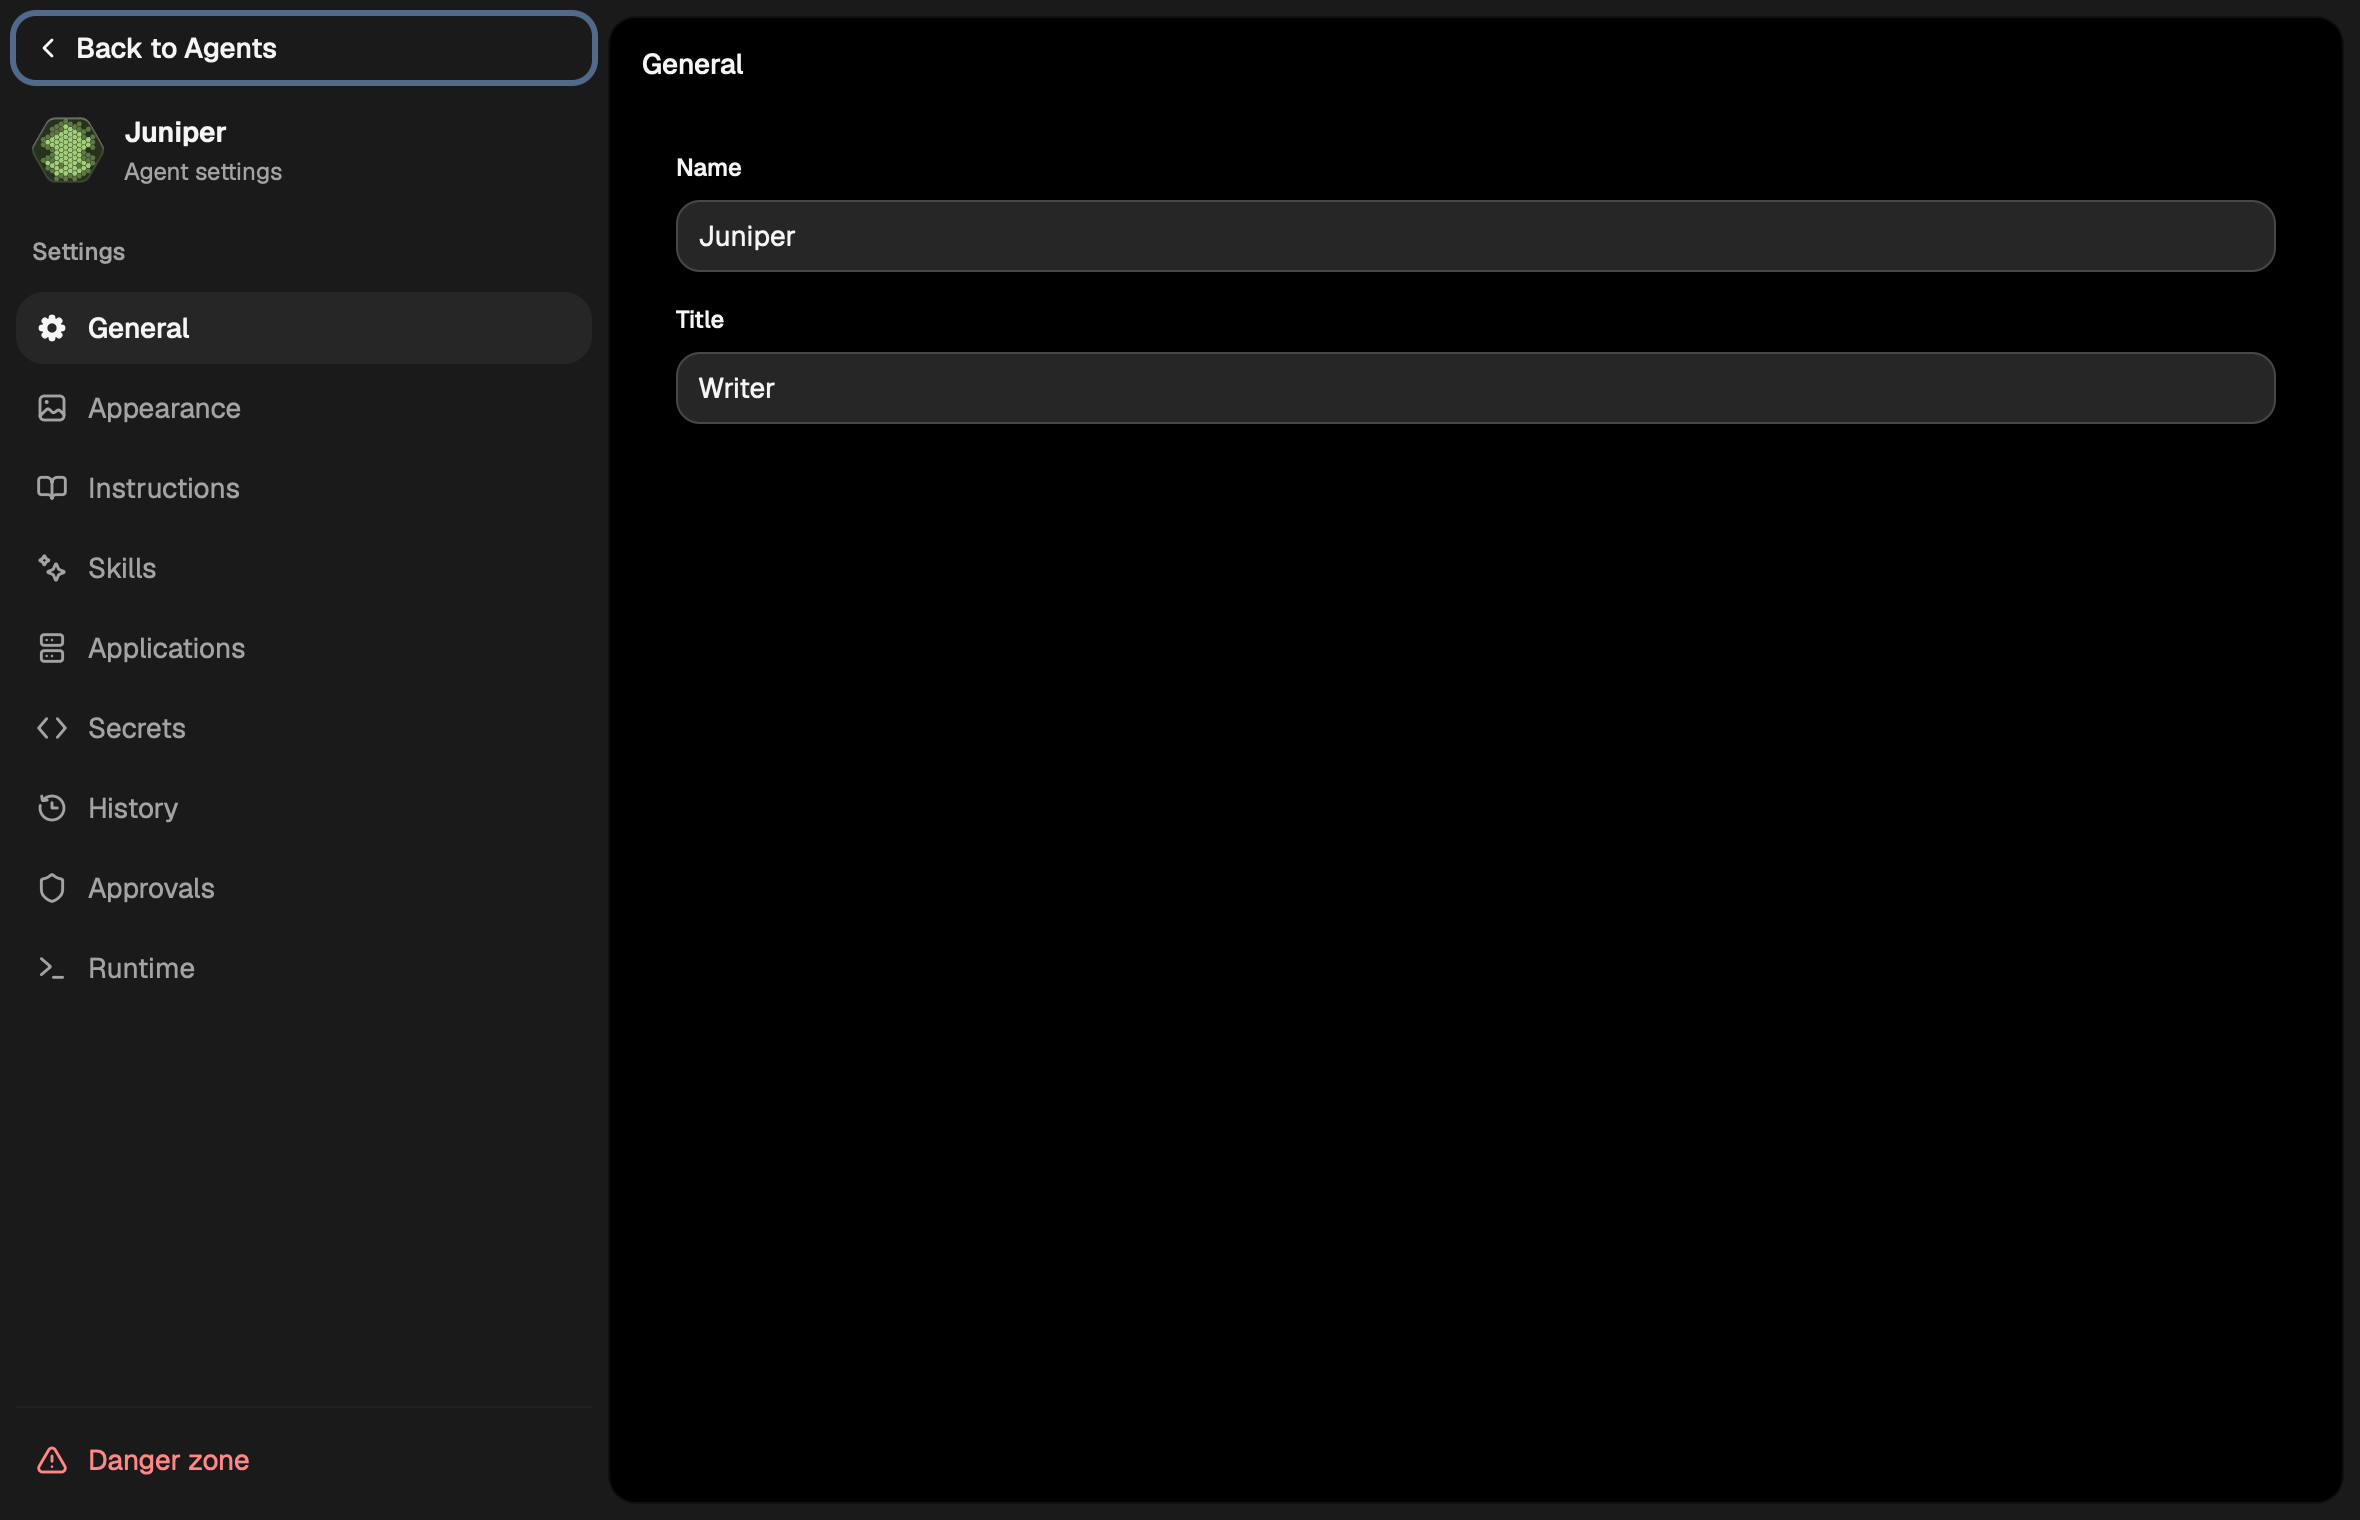 Back to Agents
Juniper
Agent settings
Settings
General
Appearance
Instructions
Skills
Applications
Secrets
History
Approvals
Runtime
Danger zone
General
Name
Juniper
Title
Writer